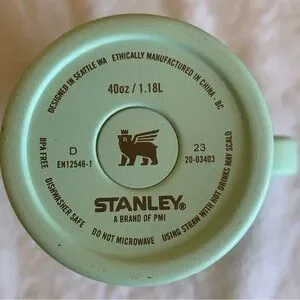 DESIGNED IN SEATTLE WA ETHICALLY MANUFACTURED IN CHINA, BC
40oz / 1.18L
D
EN12546-1
23
20-03403
STANLEY®
A BRAND OF PMI
BPA FREE DISHWASHER SAFE DO NOT MICROWAVE USING STRAW WITH HOT DRINKS MAY SCALD